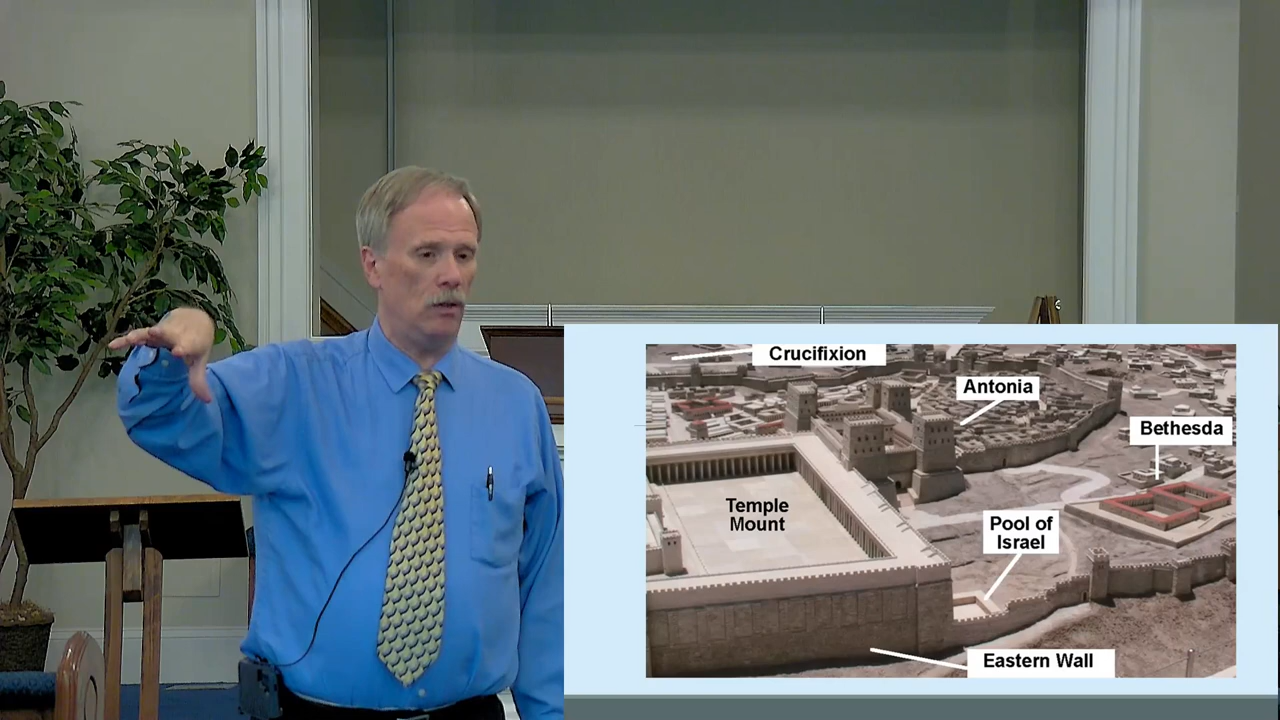 Crucifixion
Antonia
Bethesda
Temple
Mount
Pool of
Israel
Eastern Wall